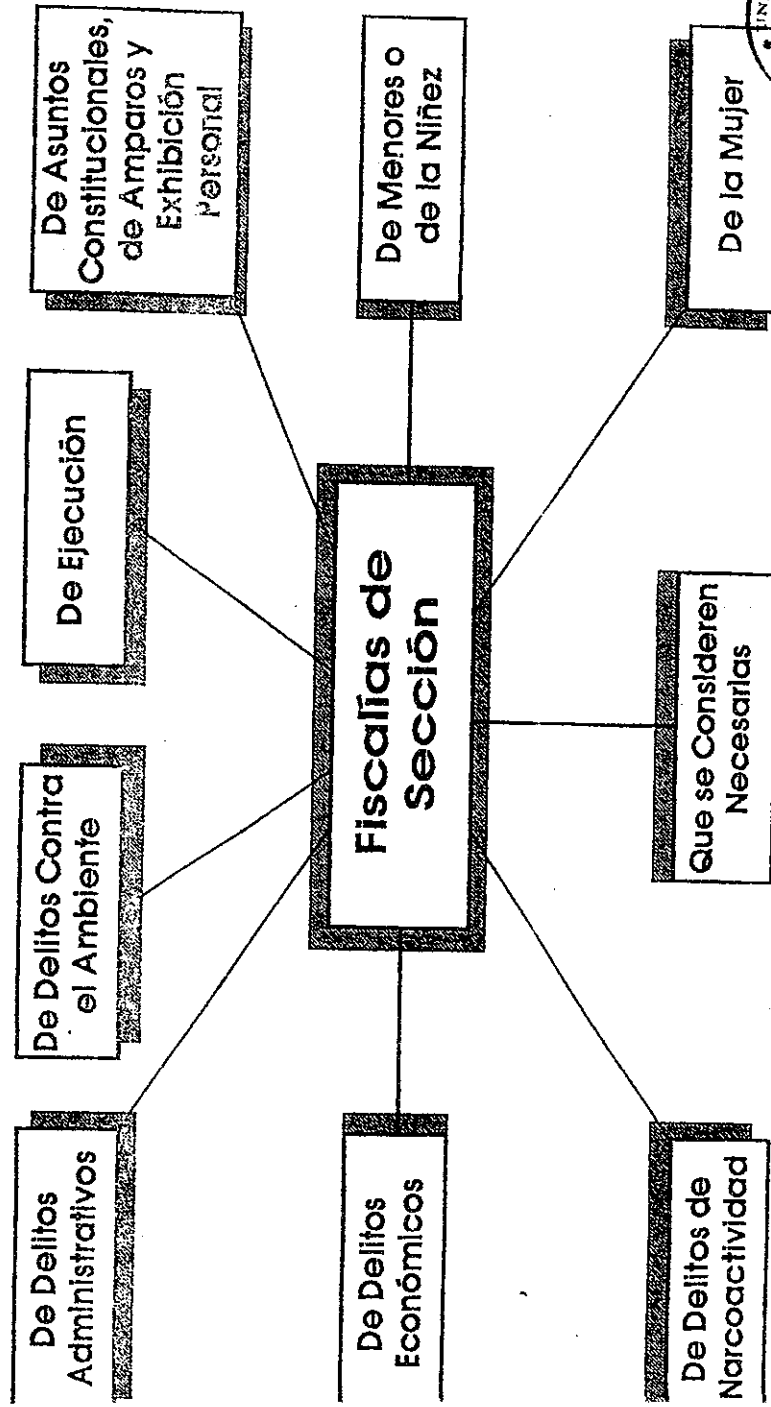 De Delitos
Administrativos
De Delitos Contra
el Ambiente
De Ejecución
De Asuntos
Constitucionales,
de Amparos y
Exhibición
Personal
De Delitos
Económicos
Fiscalías de
Sección
De Menores o
de la Niñez
De Delitos de
Narcoactividad
Que se Consideren
Necesarias
De la Mujer